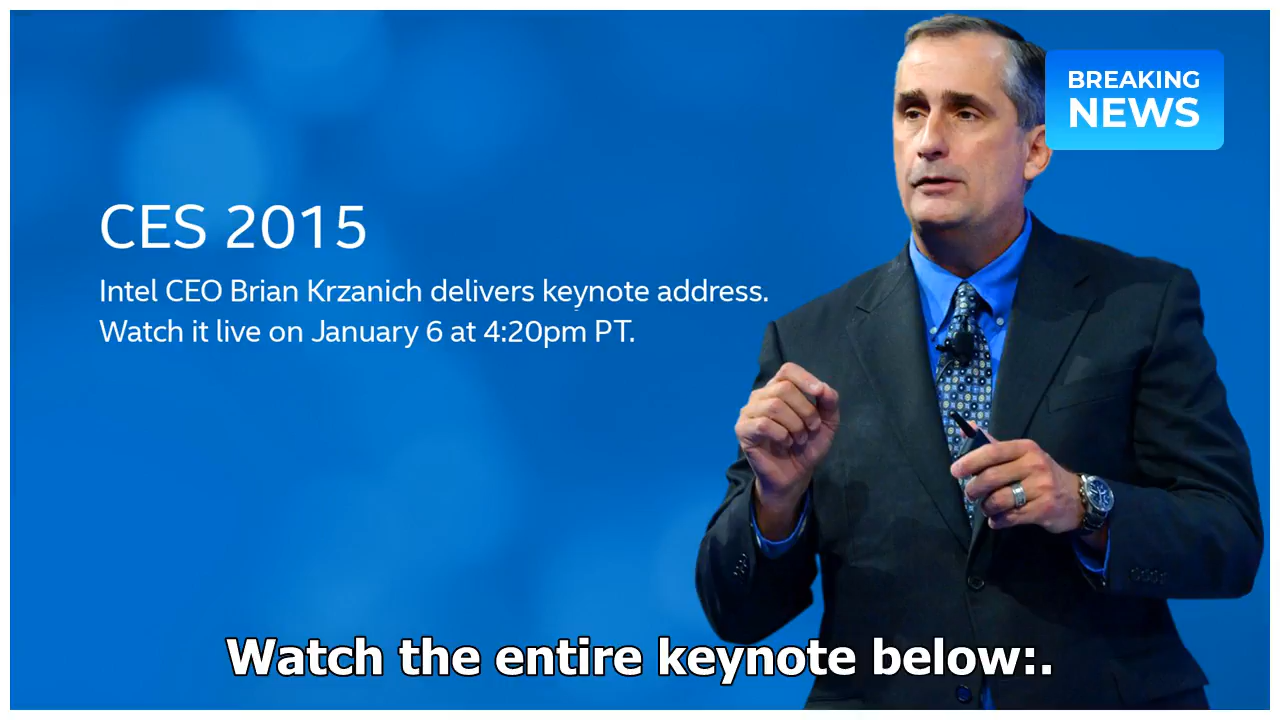 BREAKING
NEWS
CES 2015
Intel CEO Brian Krzanich delivers keynote address.
Watch it live on January 6 at 4:20pm PT.
Watch the entire keynote below:.